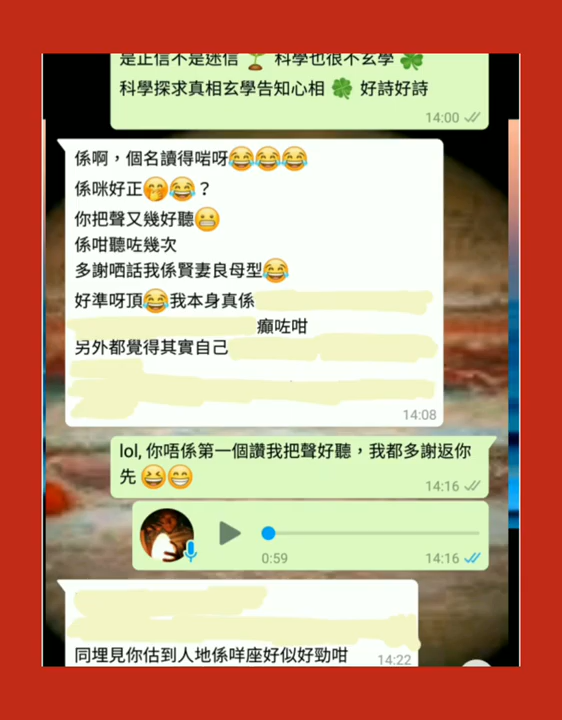 是正信不是迷信🌱 科學也很不玄學 🍀
科學探求真相玄學告知心相 🍀 好詩好詩
14:00
係啊，個名讀得啱呀😂😂😂
係咪好正🤭😂？
你把聲又幾好聽😬
係咁聽咗幾次
多謝哂話我係賢妻良母型😂
好準呀頂😂我本身真係
癲咗咁
另外都覺得其實自己
14:08
lol, 你唔係第一個讚我把聲好聽，我都多謝返你
先 😆😁
14:16
0:59
14:16
同埋見你估到人地係咩座好似好勁咁
14:22